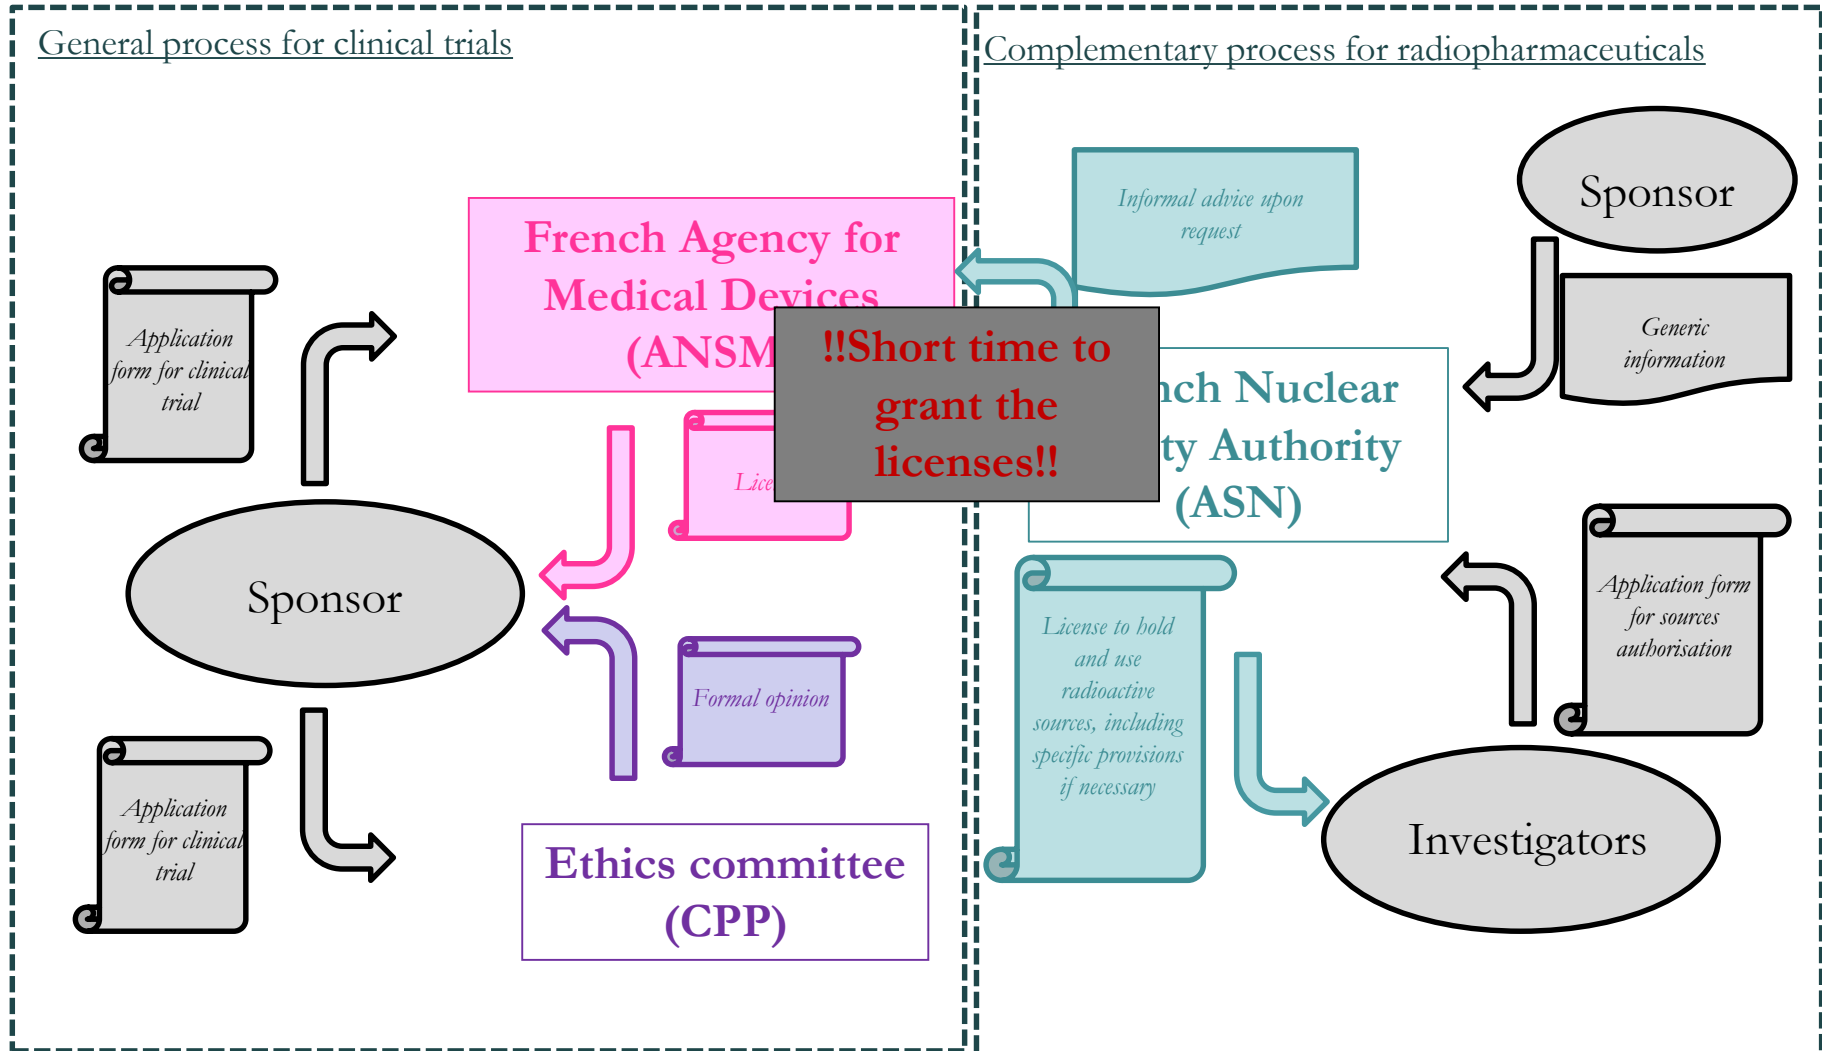 General process for clinical trials
Complementary process for radiopharmaceuticals
French Agency for
Medical Devices
(ANSM
Application
form for clinical
trial
Sponsor
Formal opinion
Application
form for clinical
trial
Ethics committee
(CPP)
!!Short time to
grant the
licenses!!
Informal advice upon
request
Sponsor
Generic
information
Nuclear
Authority
(ASN)
License to hold
and use
radioactive
sources, including
specific provisions
if necessary
Application form
for sources
authorisation
Investigators